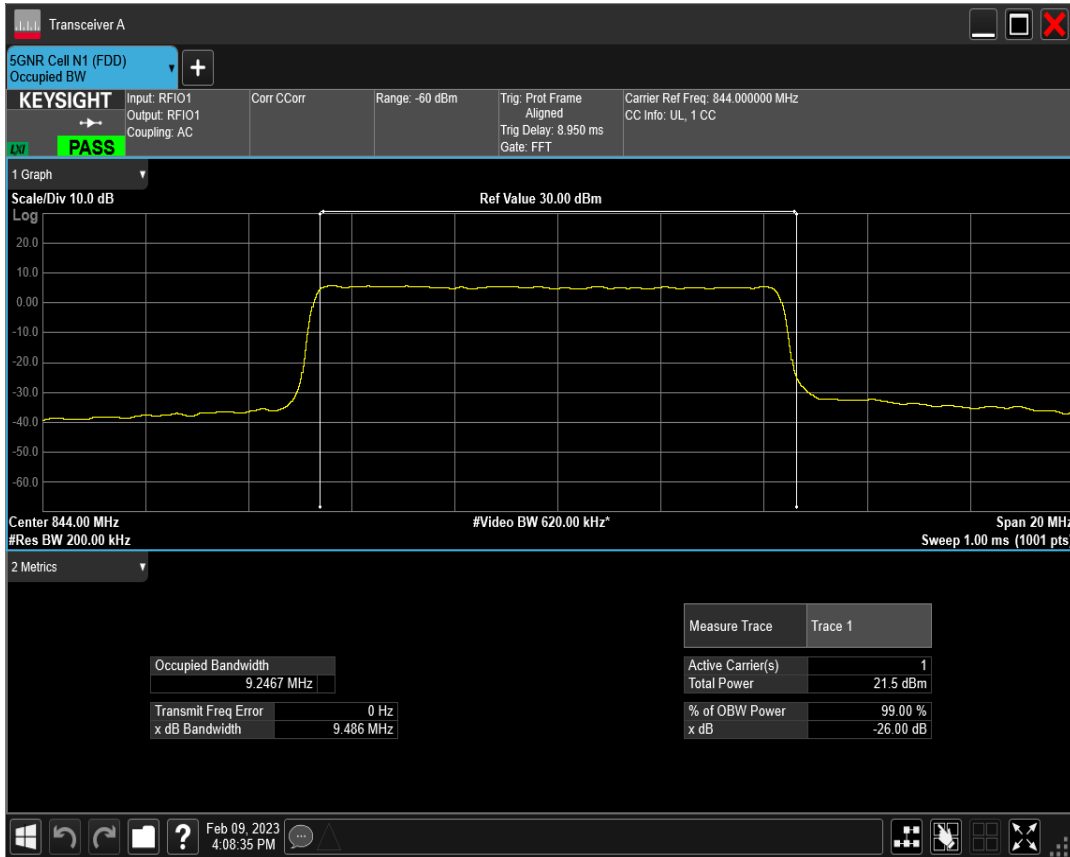 Transceiver A
5GNR Cell N1 (FDD)
Occupied BW
+
KEYSIGHT
LXI
PASS
Input: RFIO1
Output: RFIO1
Coupling: AC
Corr CCorr
Range: -60 dBm
Trig: Prot Frame
Aligned
Trig Delay: 8.950 ms
Gate: FFT
Carrier Ref Freq: 844.000000 MHz
CC Info: UL, 1 CC
1 Graph
Scale/Div 10.0 dB
Ref Value 30.00 dBm
Log
20.0
10.0
0.00
-10.0
-20.0
-30.0
-40.0
-50.0
-60.0
Center 844.00 MHz
#Video BW 620.00 kHz*
Span 20 MHz
#Res BW 200.00 kHz
Sweep 1.00 ms (1001 pts)
2 Metrics
Measure Trace Trace 1
Occupied Bandwidth
9.2467 MHz
Active Carrier(s) 1
Total Power 21.5 dBm
Transmit Freq Error 0 Hz
x dB Bandwidth 9.486 MHz
% of OBW Power 99.00 %
x dB -26.00 dB
?
Feb 09, 2023
4:08:35 PM